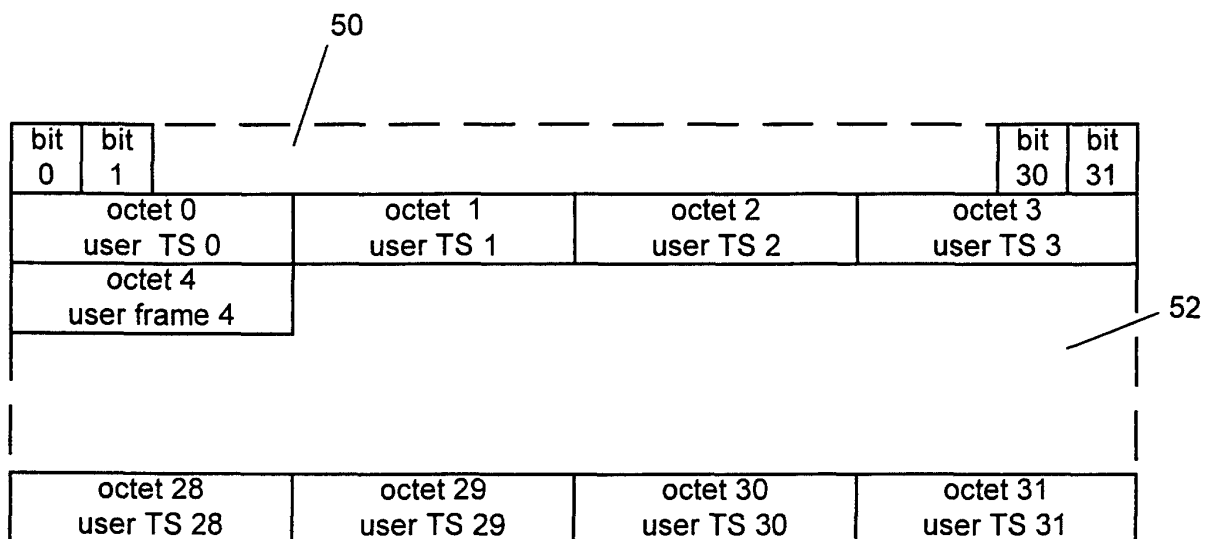 50
bit bit bit bit
0 1 30 31
octet 0 octet 1 octet 2 octet 3
user TS 0 user TS 1 user TS 2 user TS 3
octet 4
user frame 4
52
octet 28 octet 29 octet 30 octet 31
user TS 28 user TS 29 user TS 30 user TS 31